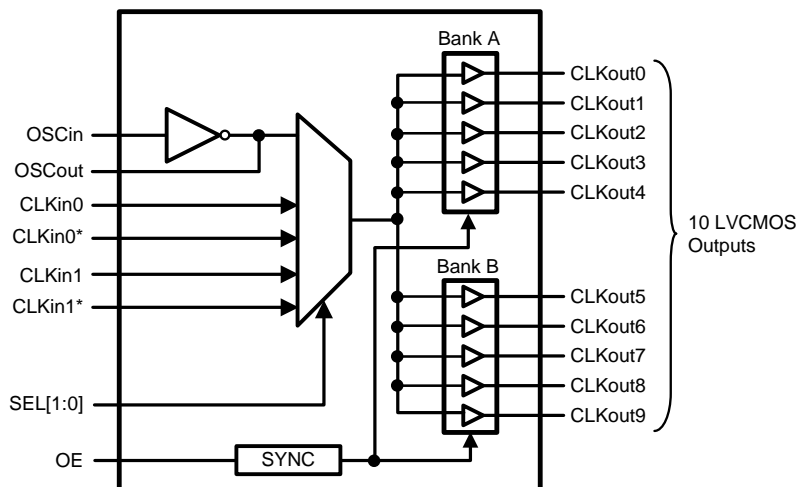 Bank A
CLKout0
CLKout1
CLKout2
CLKout3
CLKout4
OSCin
OSCout
CLKin0
CLKin0*
CLKin1
CLKin1*
SEL[1:0]
OE
SYNC
Bank B
CLKout5
CLKout6
CLKout7
CLKout8
CLKout9
10 LVCMOS
Outputs